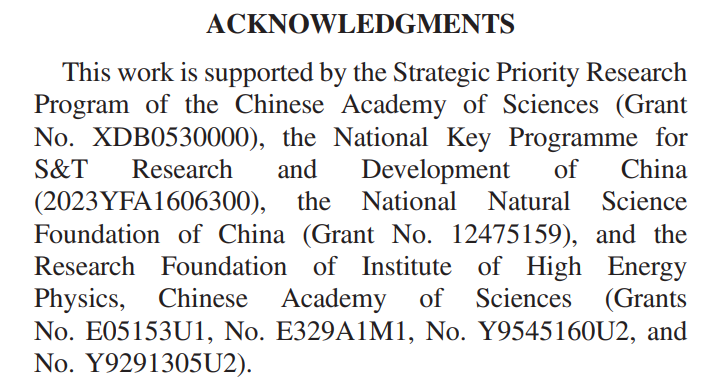 ACKNOWLEDGMENTS
This work is supported by the Strategic Priority Research
Program of the Chinese Academy of Sciences (Grant
No. XDB0530000), the National Key Programme for
S&T Research and Development of China
(2023YFA1606300), the National Natural Science
Foundation of China (Grant No. 12475159), and the
Research Foundation of Institute of High Energy
Physics, Chinese Academy of Sciences (Grants
No. E05153U1, No. E329A1M1, No. Y9545160U2, and
No. Y9291305U2).